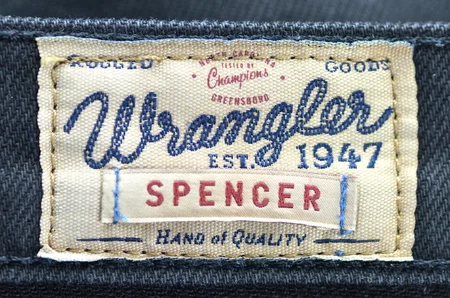 RUGGED GOODS
NORTH CAROLINA
TESTED BY
Champions
GREENSBORO
Wrangler
EST. 1947
SPENCER
HAND of QUALITY